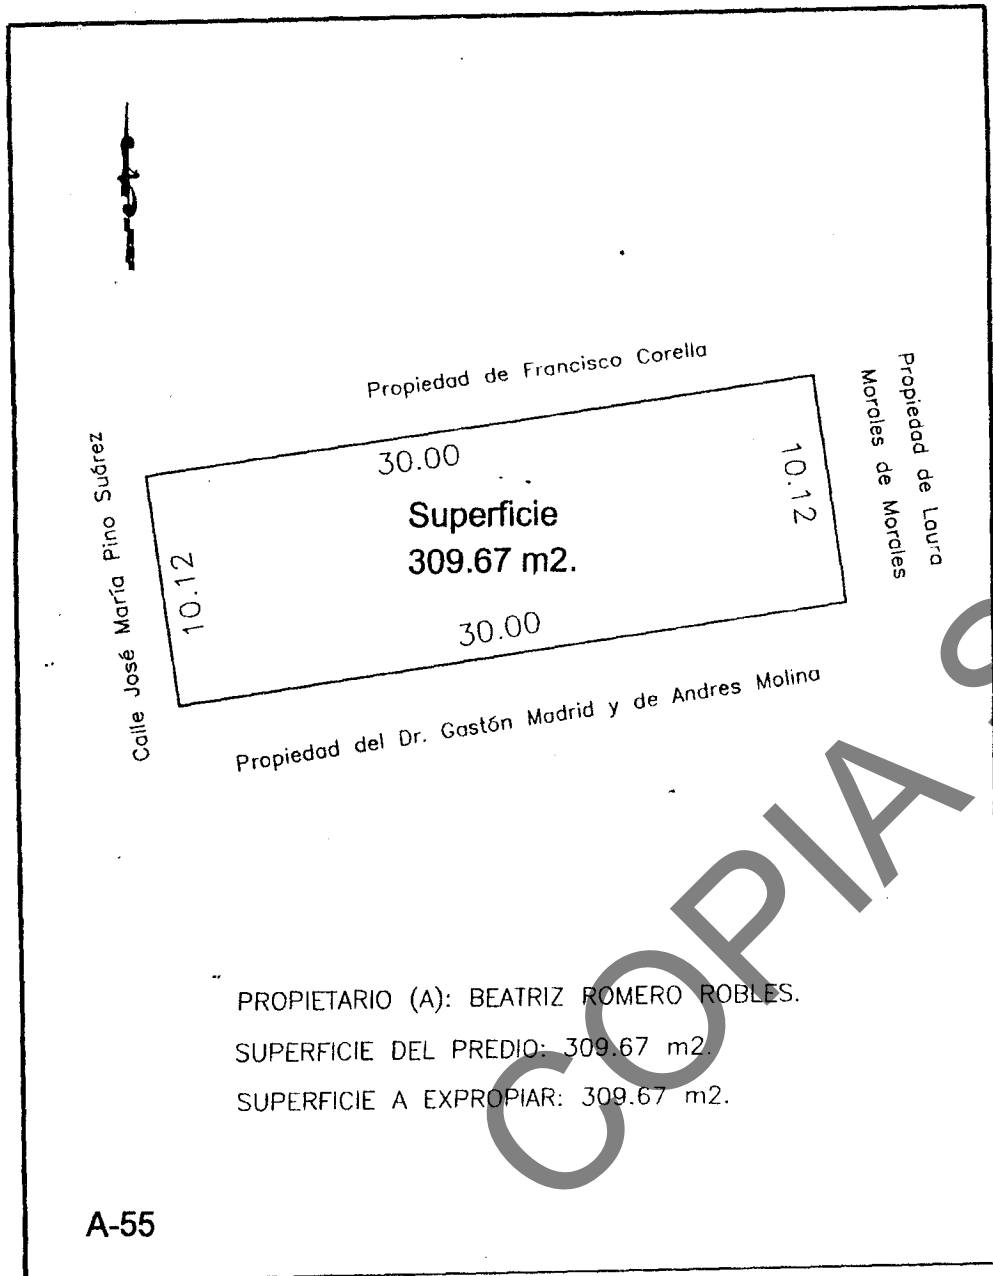 Propiedad de Francisco Corella
Propiedad de Laura
Morales de Morales
Calle José María Pino Suárez
30.00
10.12
Superficie
309.67 m2.
10.12
30.00
Propiedad del Dr. Gastón Madrid y de Andres Molina
PROPIETARIO (A): BEATRIZ ROMERO ROBLES.
SUPERFICIE DEL PREDIO: 309.67 m2.
SUPERFICIE A EXPROPIAR: 309.67 m2.
A-55
COPIA S